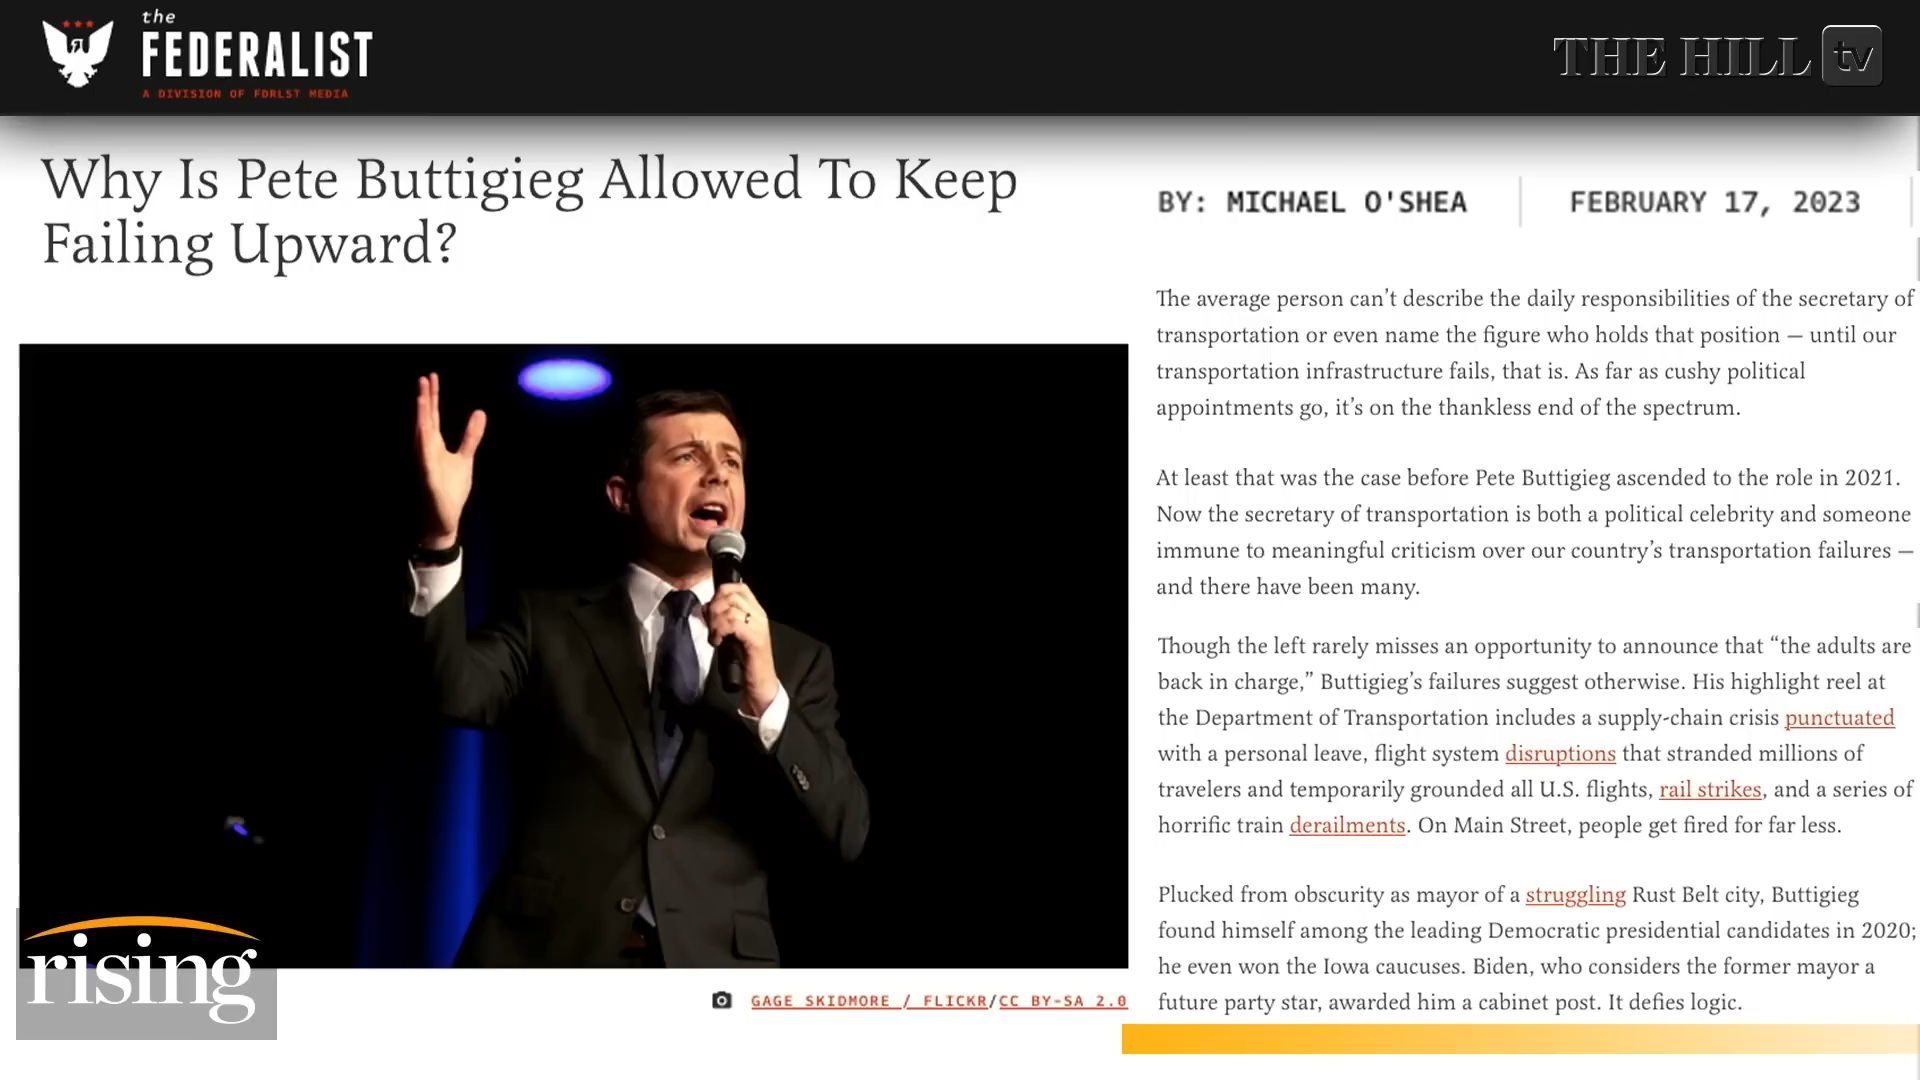 the
FEDERALIST
A DIVISION OF FDRLST MEDIA
THE HILL tv
Why Is Pete Buttigieg Allowed To Keep
Failing Upward?
BY: MICHAEL O'SHEA
FEBRUARY 17, 2023
The average person can’t describe the daily responsibilities of the secretary of
transportation or even name the figure who holds that position — until our
transportation infrastructure fails, that is. As far as cushy political
appointments go, it’s on the thankless end of the spectrum.
At least that was the case before Pete Buttigieg ascended to the role in 2021.
Now the secretary of transportation is both a political celebrity and someone
immune to meaningful criticism over our country’s transportation failures —
and there have been many.
Though the left rarely misses an opportunity to announce that “the adults are
back in charge,” Buttigieg’s failures suggest otherwise. His highlight reel at
the Department of Transportation includes a supply-chain crisis punctuated
with a personal leave, flight system disruptions that stranded millions of
travelers and temporarily grounded all U.S. flights, rail strikes, and a series of
horrific train derailments. On Main Street, people get fired for far less.
Plucked from obscurity as mayor of a struggling Rust Belt city, Buttigieg
found himself among the leading Democratic presidential candidates in 2020;
he even won the Iowa caucuses. Biden, who considers the former mayor a
future party star, awarded him a cabinet post. It defies logic.
rising
GAGE SKIDMORE / FLICKR/CC BY-SA 2.0